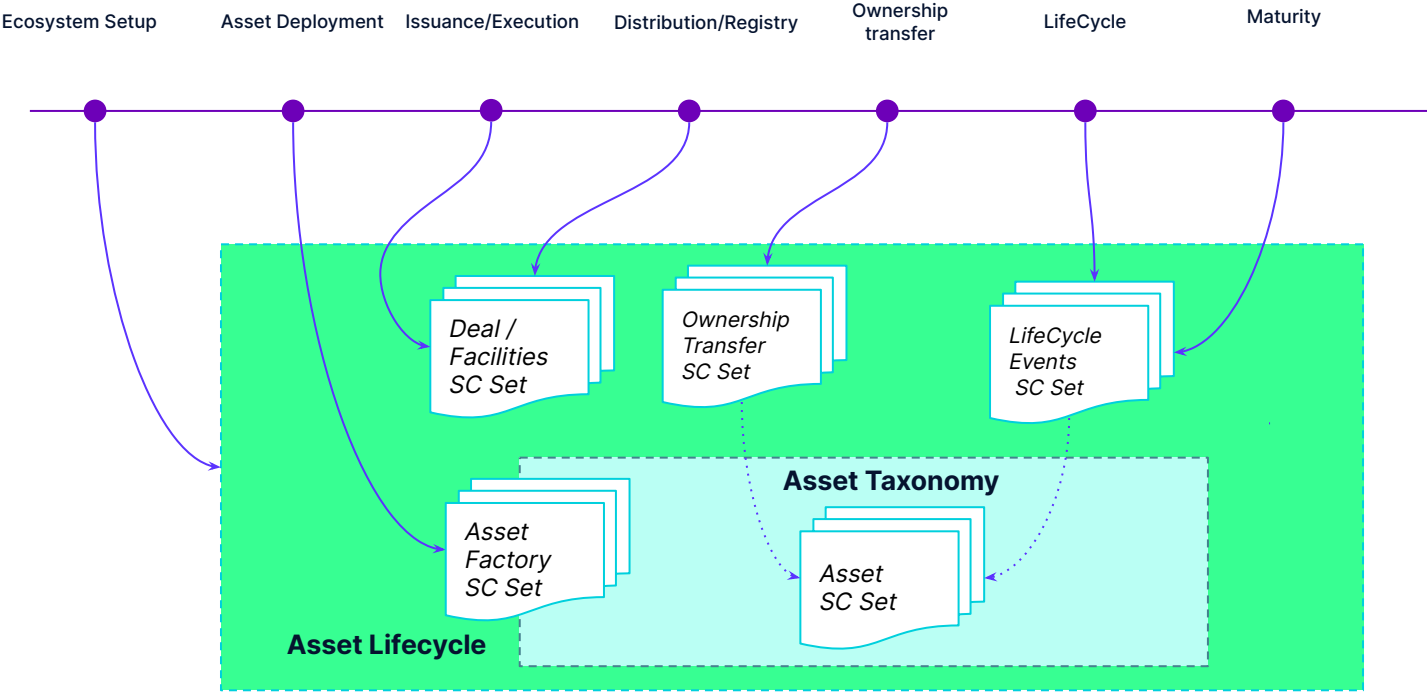 Ecosystem Setup
Asset Deployment
Issuance/Execution
Distribution/Registry
Ownership
transfer
LifeCycle
Maturity
Deal /
Facilities
SC Set
Ownership
Transfer
SC Set
LifeCycle
Events
SC Set
Asset Taxonomy
Asset
Factory
SC Set
Asset
SC Set
Asset Lifecycle